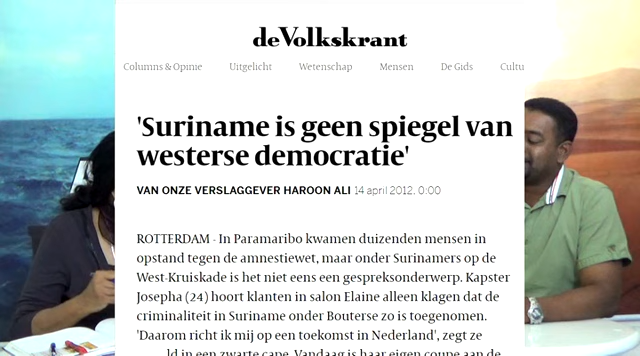 de Volkskrant
Columns & Opinie Uitgelicht Wetenschap Mensen De Gids Cultu
'Suriname is geen spiegel van
westerse democratie'
VAN ONZE VERSLAGGEVER HAROON ALI 14 april 2012, 0:00
ROTTERDAM - In Paramaribo kwamen duizenden mensen in
opstand tegen de amnestiewet, maar onder Surinamers op de
West-Kruiskade is het niet eens een gespreksonderwerp. Kapster
Josepha (24) hoort klanten in salon Elaine alleen klagen dat de
criminaliteit in Suriname onder Bouterse zo is toegenomen.
'Daarom richt ik mij op een toekomst in Nederland', zegt ze
ld in een zwarte cape. Vandaag is haar eigen coupe aan de